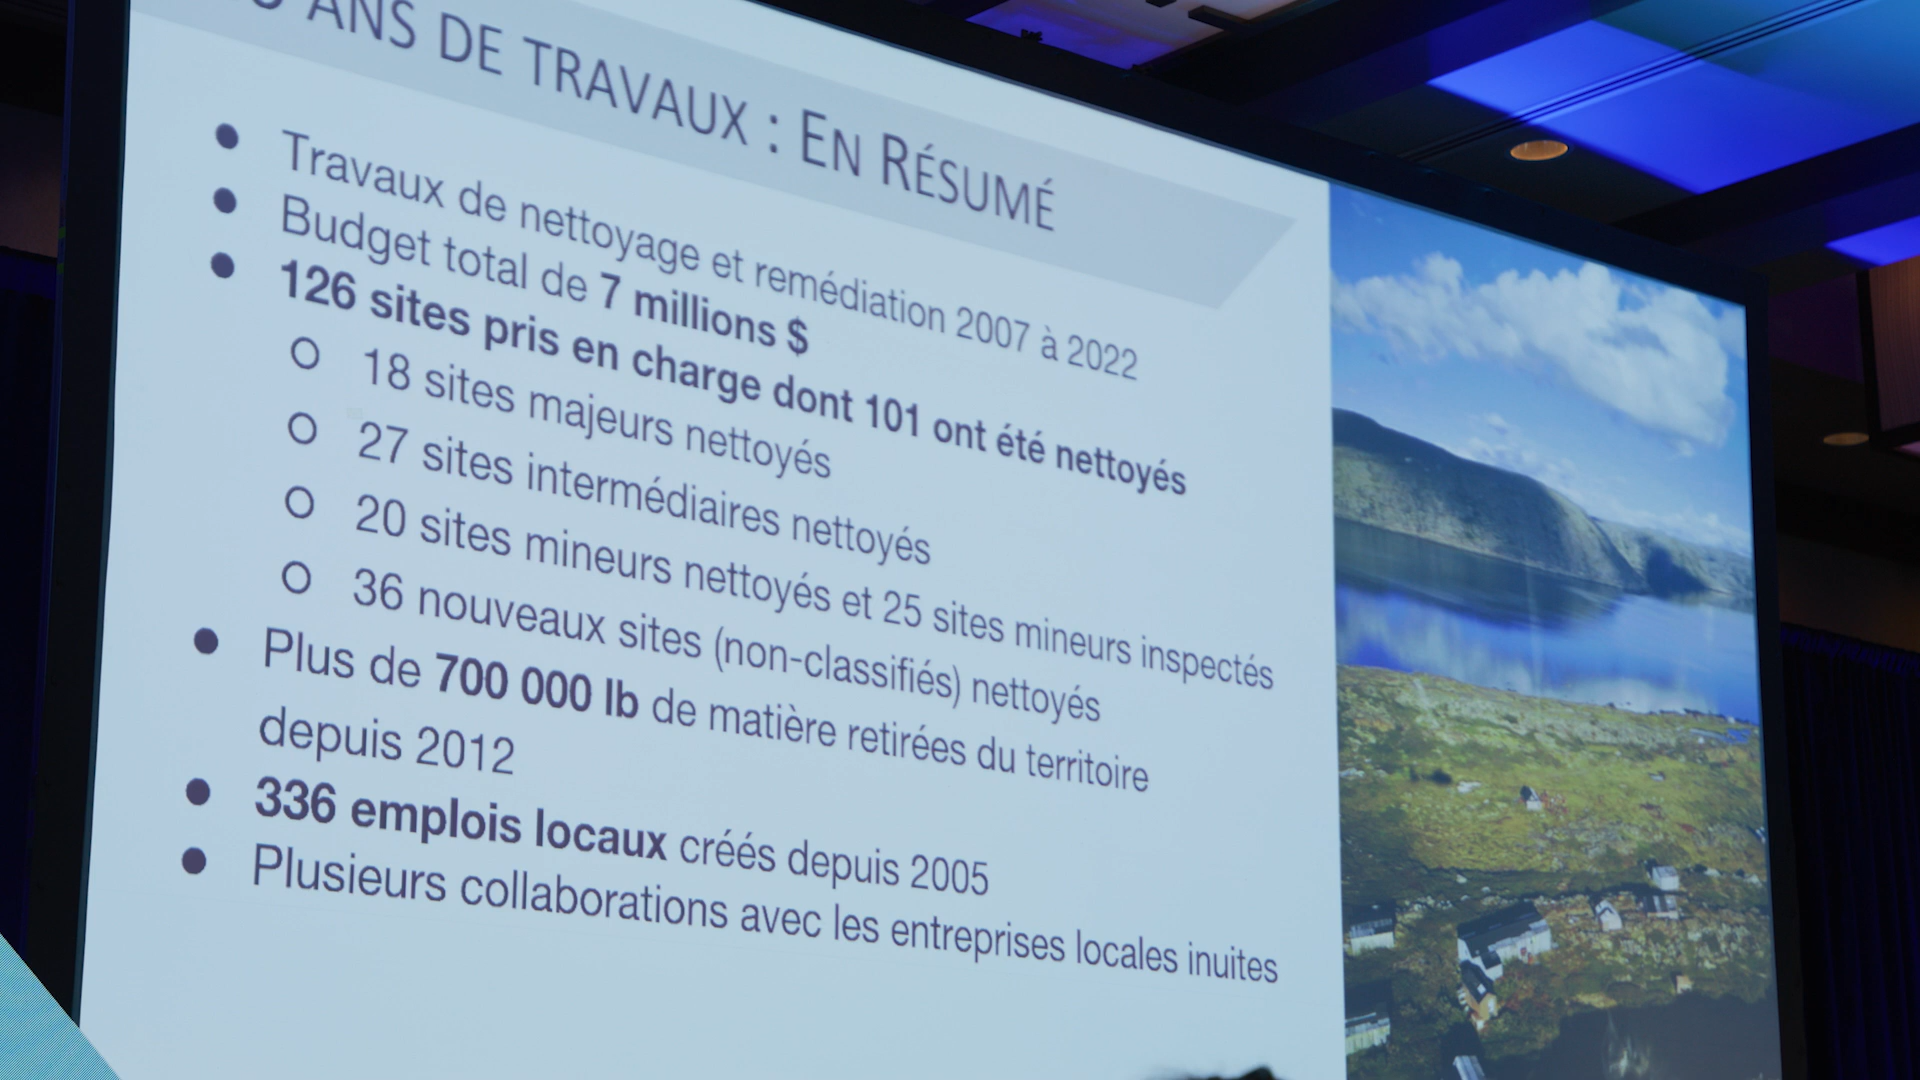 ANS DE TRAVAUX : EN RÉSUMÉ
• Travaux de nettoyage et remédiation 2007 à 2022
• Budget total de 7 millions $
• 126 sites pris en charge dont 101 ont été nettoyés
o 18 sites majeurs nettoyés
o 27 sites intermédiaires nettoyés
o 20 sites mineurs nettoyés et 25 sites mineurs inspectés
o 36 nouveaux sites (non-classifiés) nettoyés
• Plus de 700 000 lb de matière retirées du territoire
depuis 2012
• 336 emplois locaux créés depuis 2005
• Plusieurs collaborations avec les entreprises locales inuites